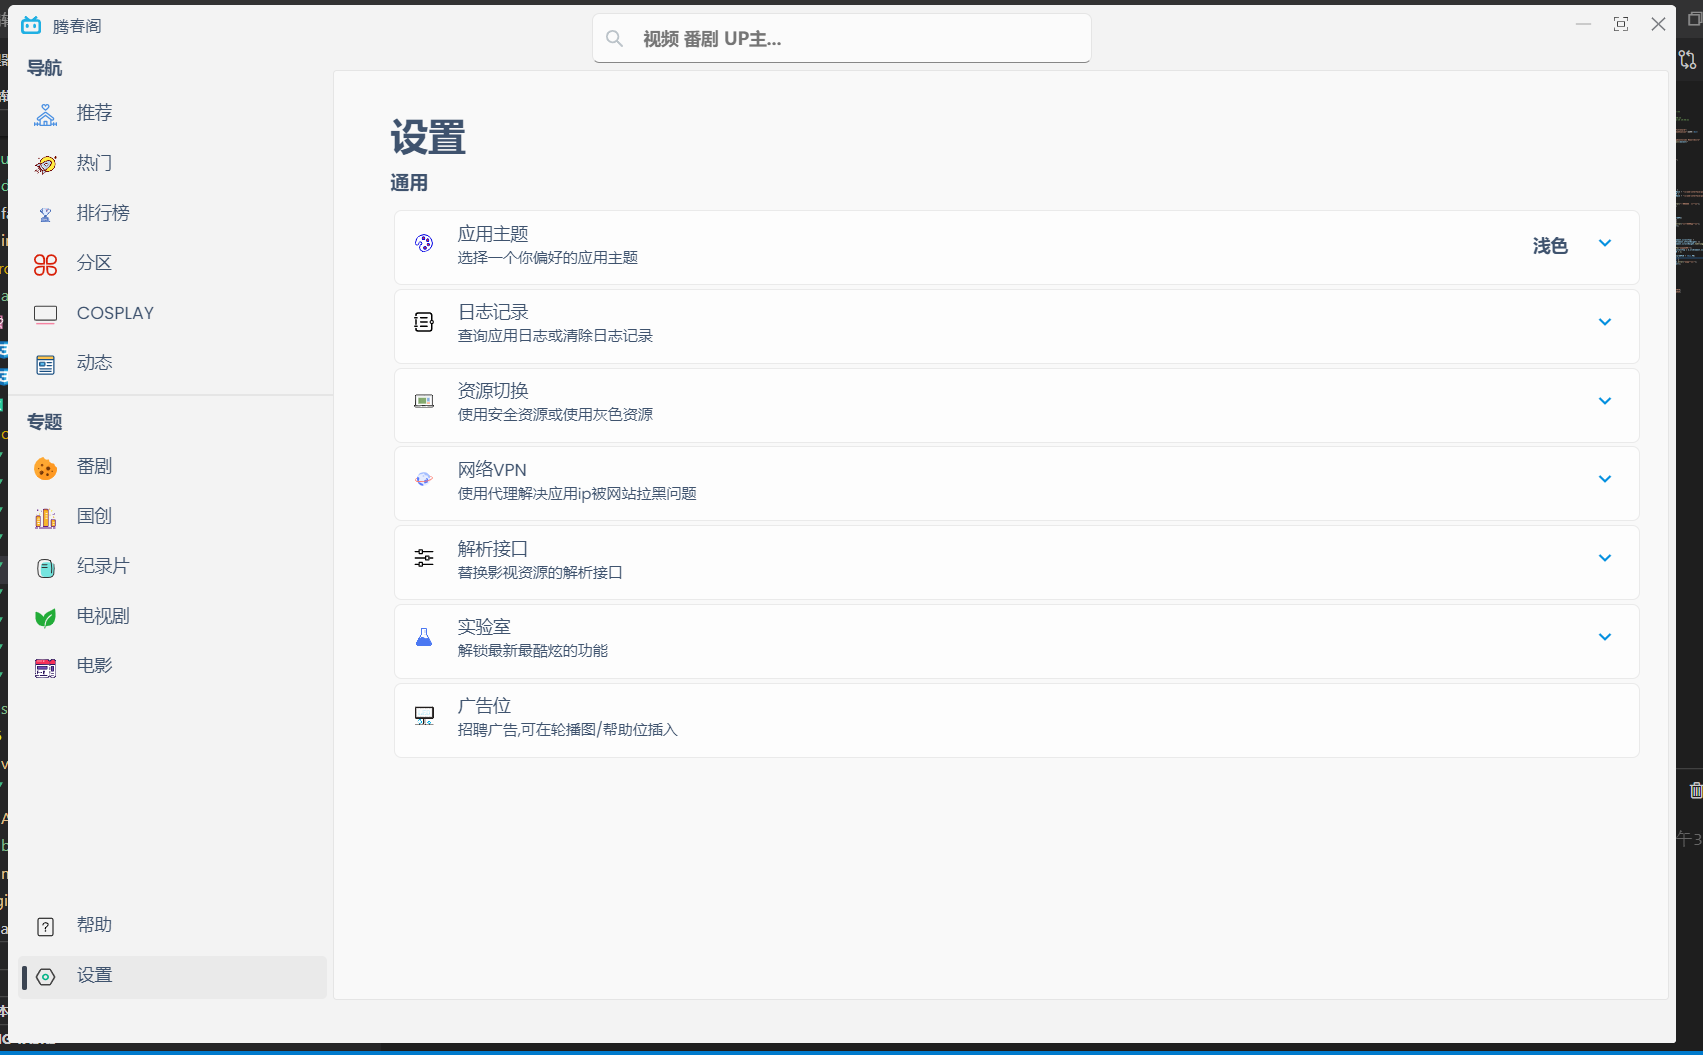 腾春阁
视频 番剧 UP主...
导航
推荐
热门
排行榜
分区
COSPLAY
动态
专题
番剧
国创
纪录片
电视剧
电影
帮助
设置
设置
通用
应用主题
选择一个你偏好的应用主题
浅色
日志记录
查询应用日志或清除日志记录
资源切换
使用安全资源或使用灰色资源
网络VPN
使用代理解决应用ip被网站拉黑问题
解析接口
替换影视资源的解析接口
实验室
解锁最新最酷炫的功能
广告位
招聘广告,可在轮播图/帮助位插入
午3